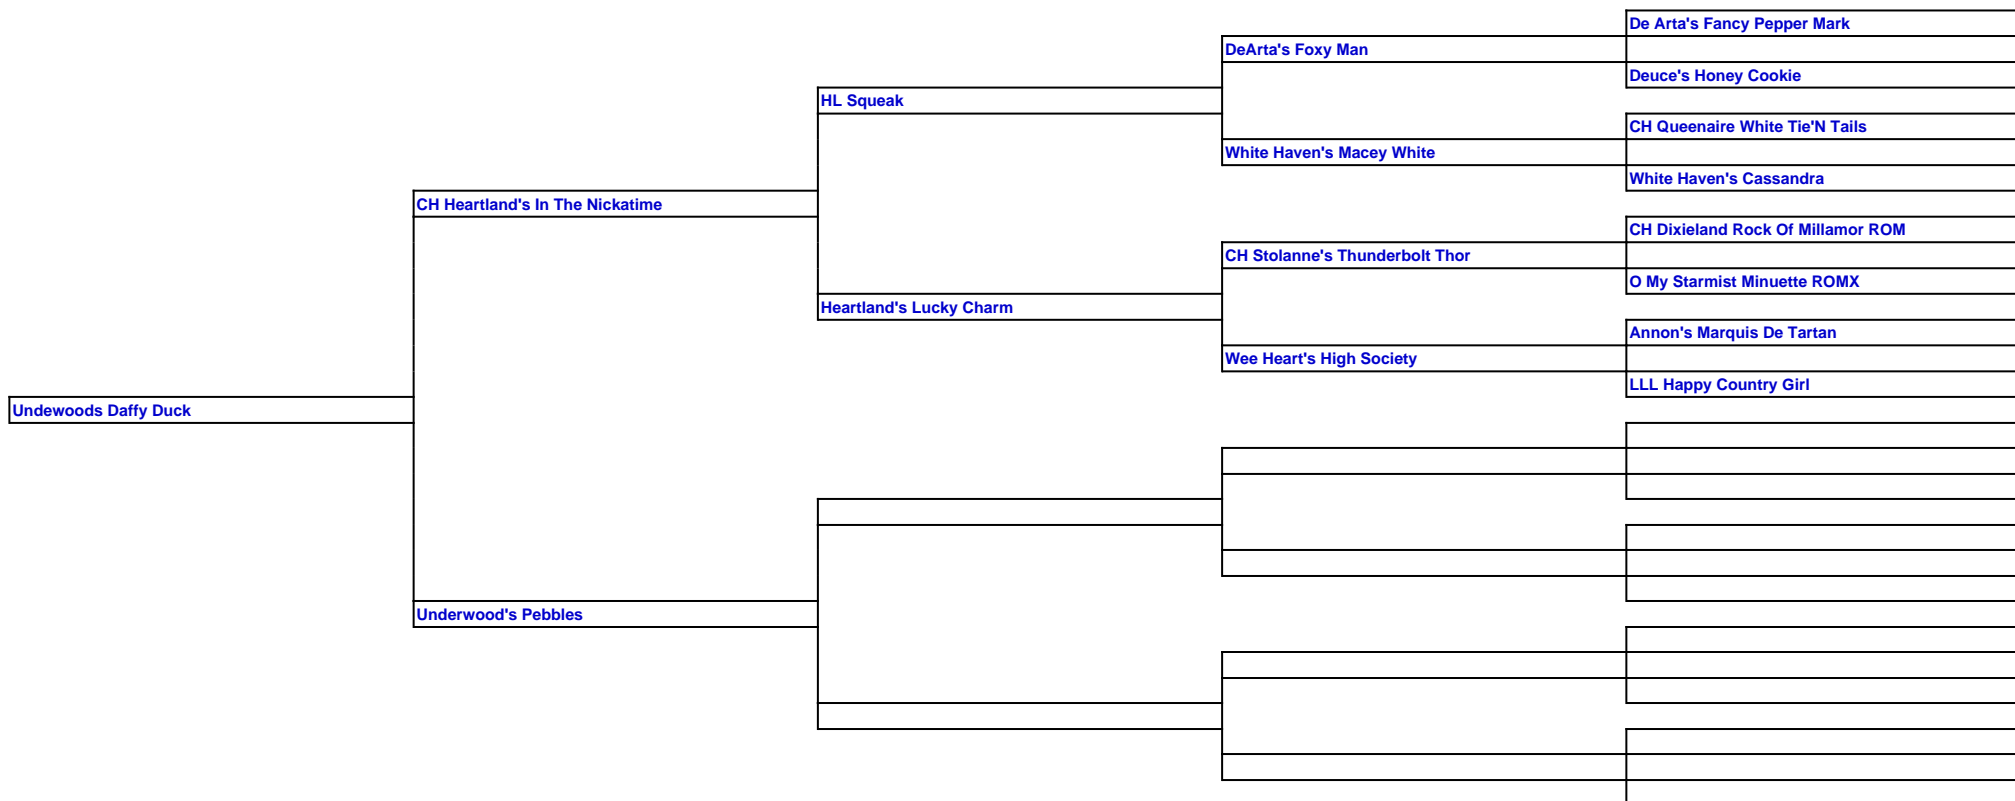 De Arta's Fancy Pepper Mark
DeArta's Foxy Man
Deuce's Honey Cookie
HL Squeak
CH Queenaire White Tie'N Tails
White Haven's Macey White
White Haven's Cassandra
CH Heartland's In The Nickatime
CH Dixieland Rock Of Millamor ROM
CH Stolanne's Thunderbolt Thor
O My Starmist Minuette ROMX
Heartland's Lucky Charm
Annon's Marquis De Tartan
Wee Heart's High Society
LLL Happy Country Girl
Undewoods Daffy Duck
Underwood's Pebbles